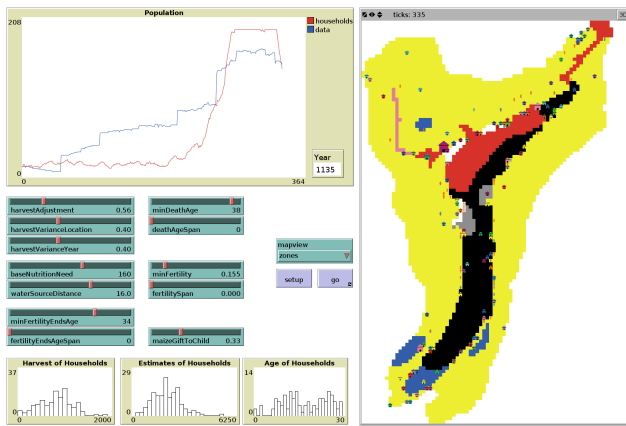 Population
208
households
data
0
0
364
Year
1135
harvestAdjustment 0.56
harvestVarianceLocation 0.40
harvestVarianceYear 0.40
baseNutritionNeed 160
waterSourceDistance 16.0
minFertilityEndsAge 34
fertilityEndsAgeSpan 0
minDeathAge 38
deathAgeSpan 0
minFertility 0.155
fertilitySpan 0.000
maizeGiftToChild 0.33
mapview
zones
setup
go
Harvest of Households
37
0
0
2000
Estimates of Households
29
0
0
6250
Age of Households
14
0
0
30
ticks: 335
3D